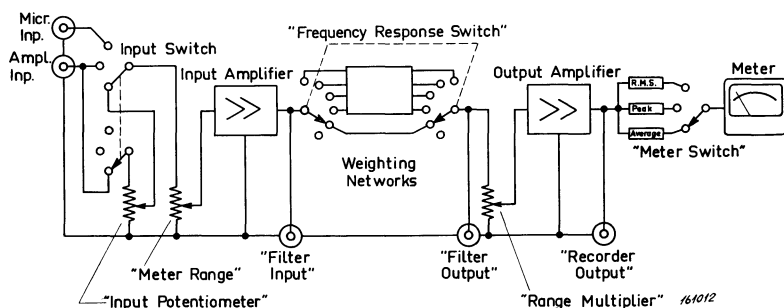 Micr.
Inp.
Ampl.
Inp.
Input Switch
"Frequency Response Switch"
Input Amplifier
Output Amplifier
Meter
R.M.S.
Peak
Average
"Meter Switch"
Weighting
Networks
"Meter Range"
"Filter
Input"
"Filter
Output"
"Recorder
Output"
"Input Potentiometer"
"Range Multiplier"
161012